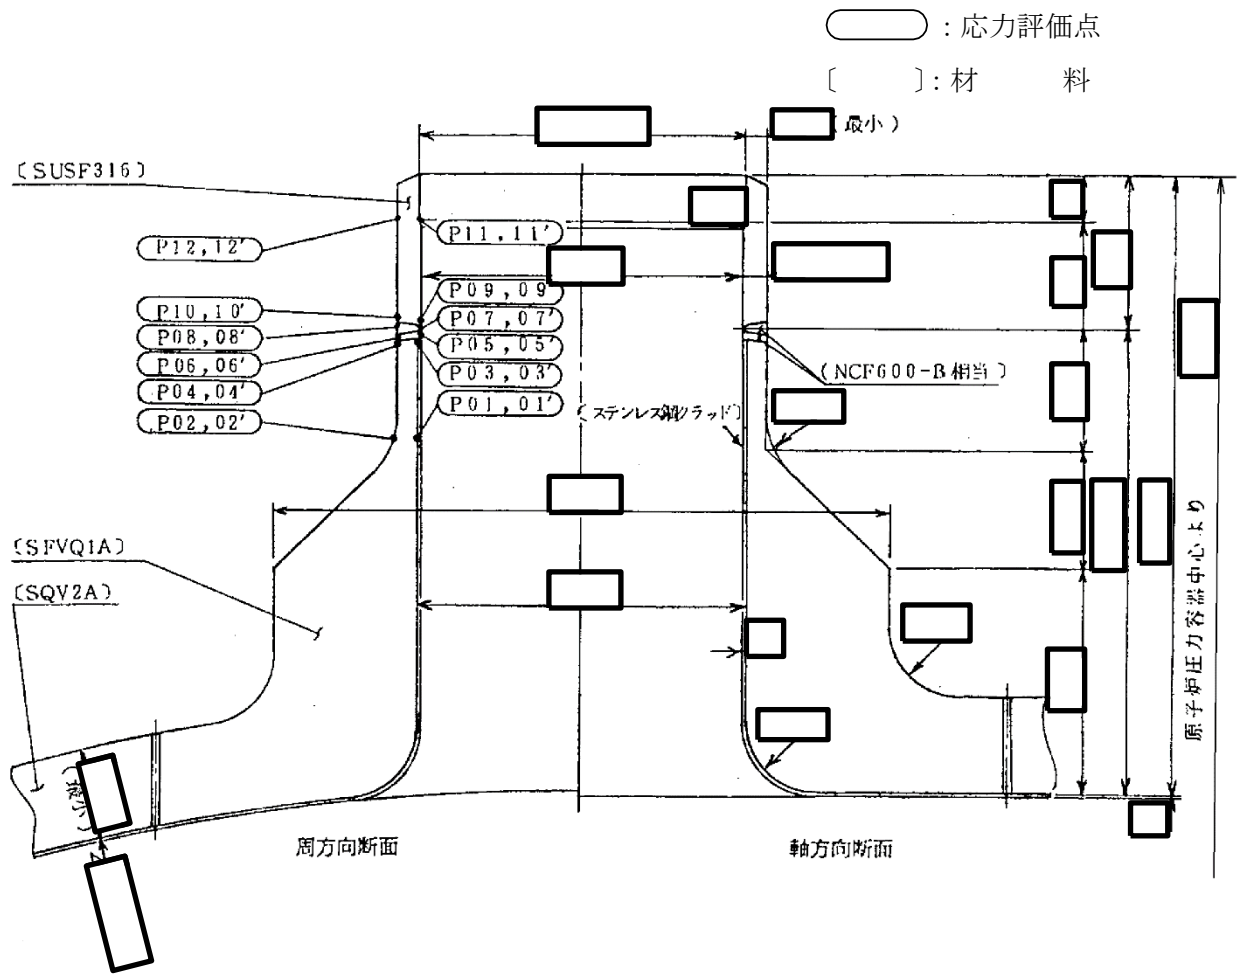 ：応力評価点
〔　　〕：材　料
（最小）
〔SUSF316〕
P11,11′
P12,12′
P09,09
P10,10′
P07,07′
P08,08′
P05,05′
P06,06′
P03,03′
〔NCF600-B相当〕
P04,04′
P01,01′
〔ステンレス鋼クラッド〕
P02,02′
原子炉圧力容器中心より
〔SFVQ1A〕
〔SQV2A〕
（最小）
周方向断面
軸方向断面